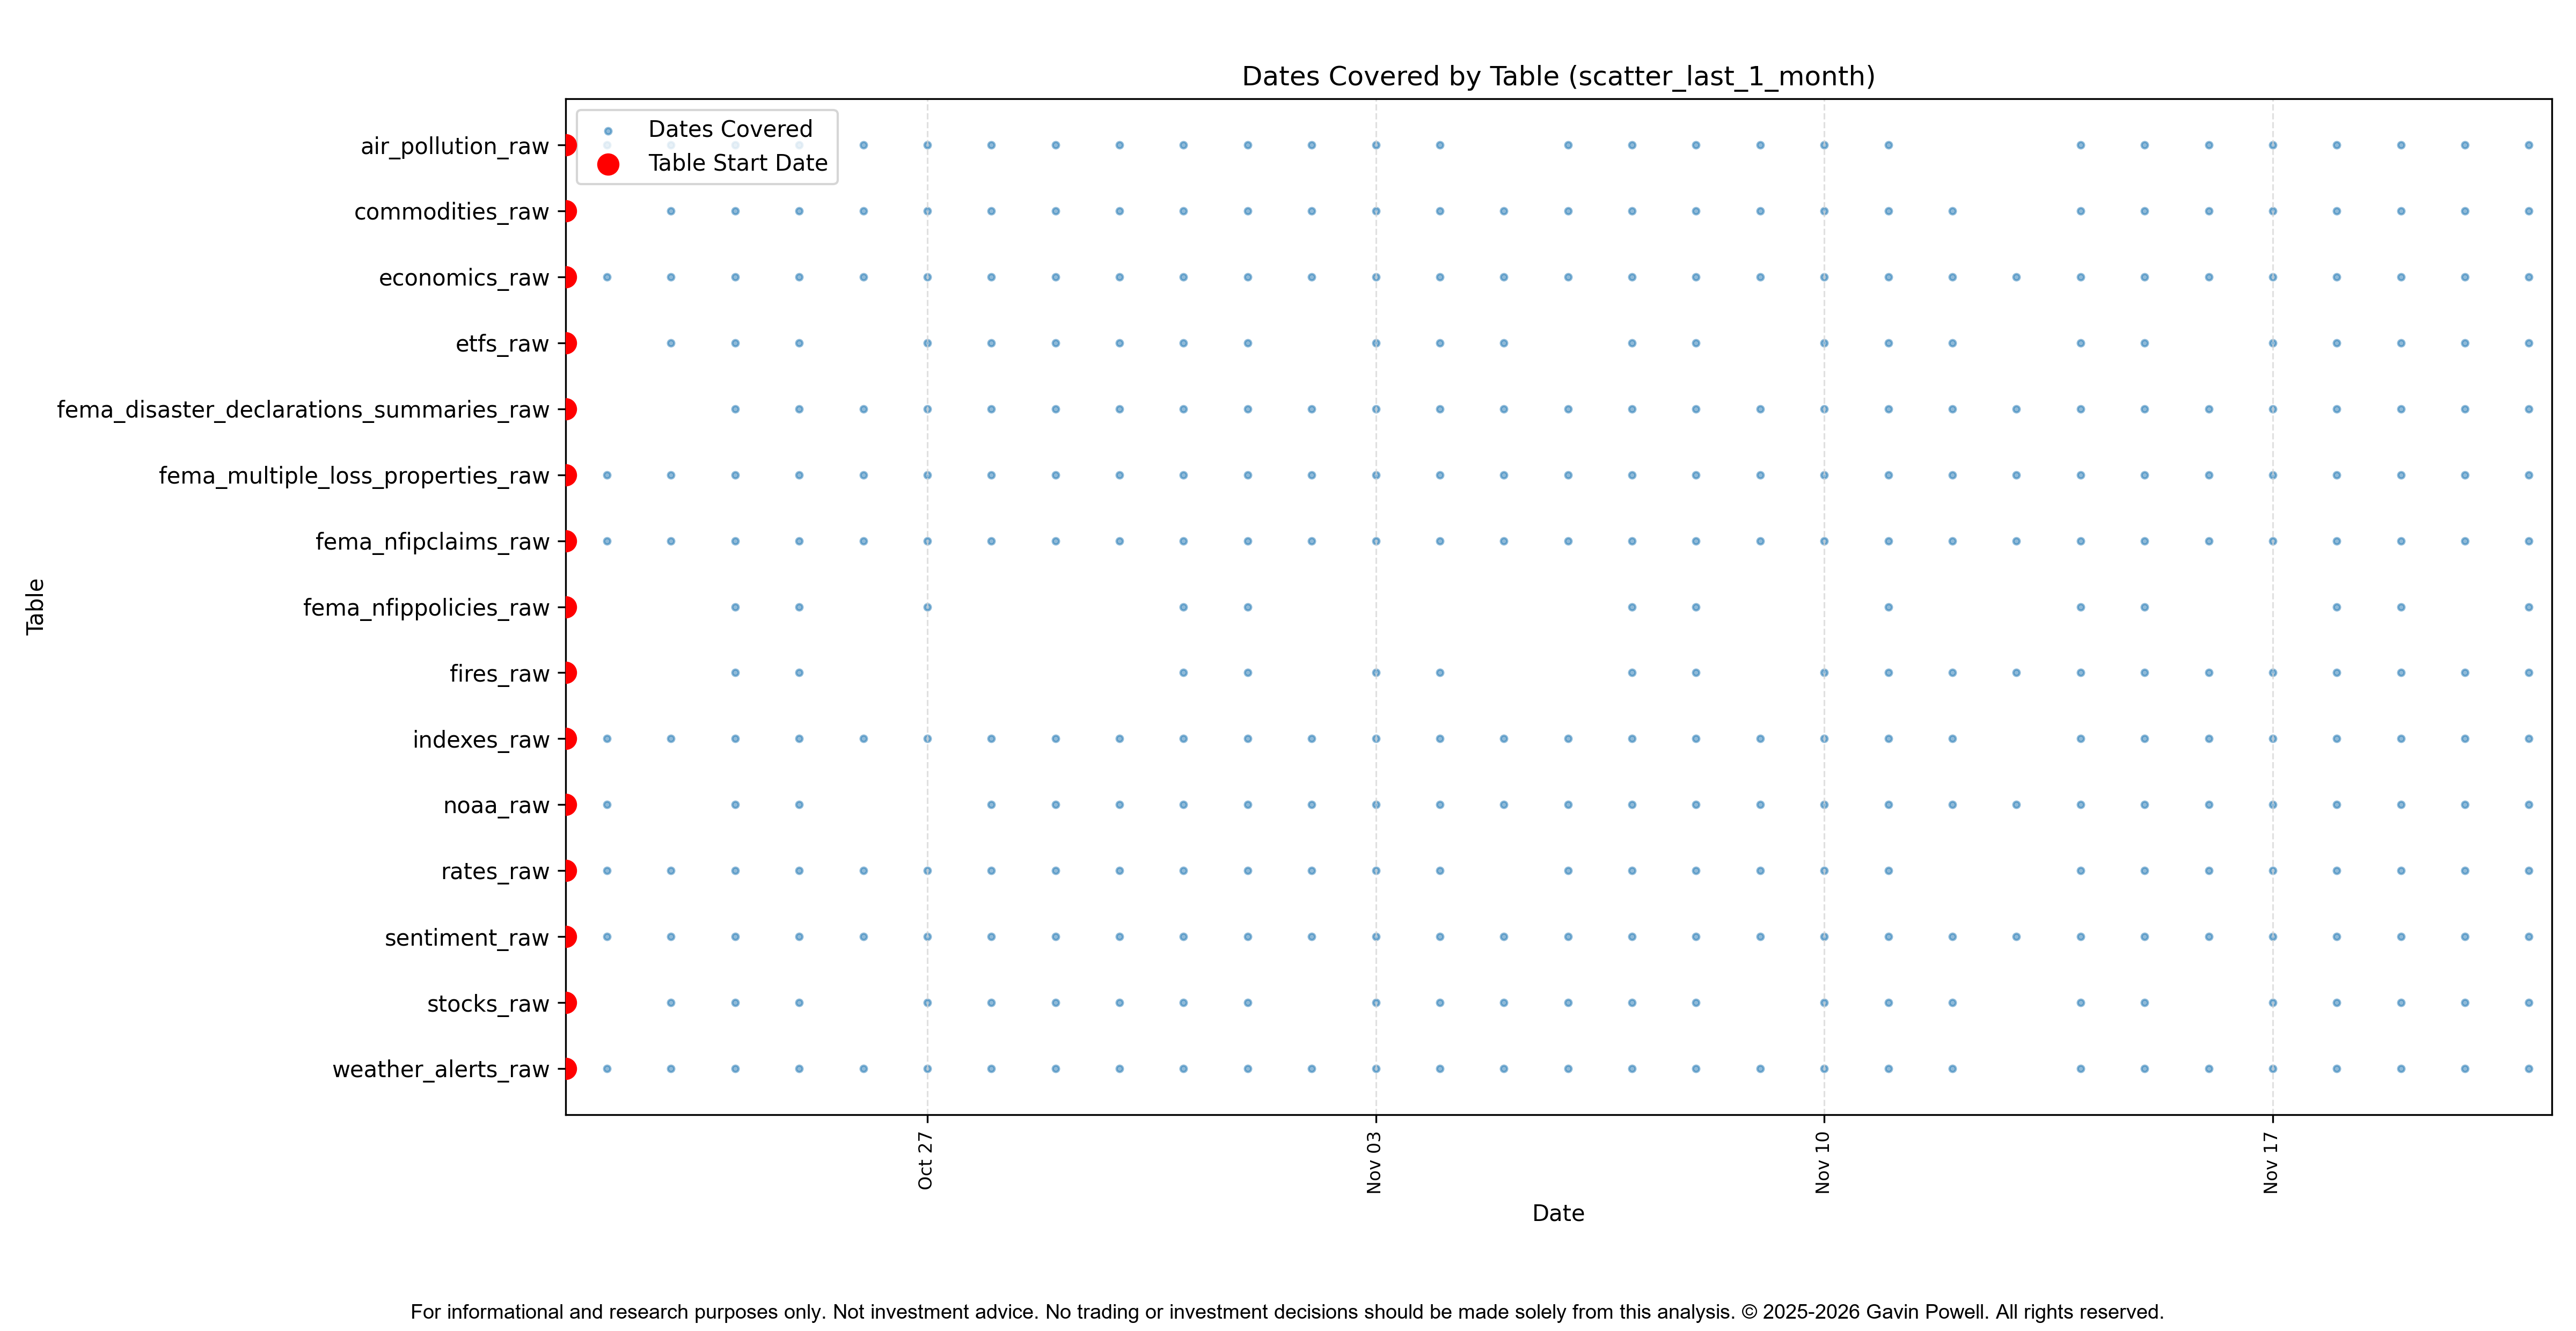 Dates Covered by Table (scatter_last_1_month)
Dates Covered
Table Start Date
air_pollution_raw
commodities_raw
economics_raw
etfs_raw
fema_disaster_declarations_summaries_raw
fema_multiple_loss_properties_raw
fema_nfipclaims_raw
fema_nfippolicies_raw
fires_raw
indexes_raw
noaa_raw
rates_raw
sentiment_raw
stocks_raw
weather_alerts_raw
Table
Oct 27
Nov 03
Nov 10
Nov 17
Date
For informational and research purposes only. Not investment advice. No trading or investment decisions should be made solely from this analysis. © 2025-2026 Gavin Powell. All rights reserved.